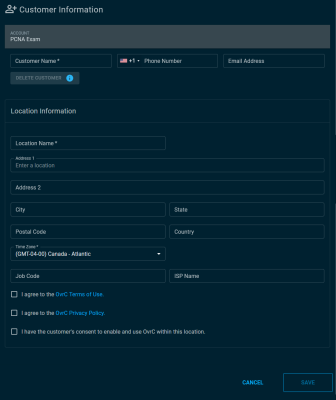 Customer Information
ACCOUNT
PCNA Exam
Customer Name*
+1
Phone Number
Email Address
DELETE CUSTOMER
Location Information
Location Name*
Address 1
Enter a location
Address 2
City
State
Postal Code
Country
Time Zone*
(GMT-04-00) Canada - Atlantic
Job Code
ISP Name
I agree to the OvrC Terms of Use.
I agree to the OvrC Privacy Policy.
I have the customer's consent to enable and use OvrC within this location.
CANCEL
SAVE